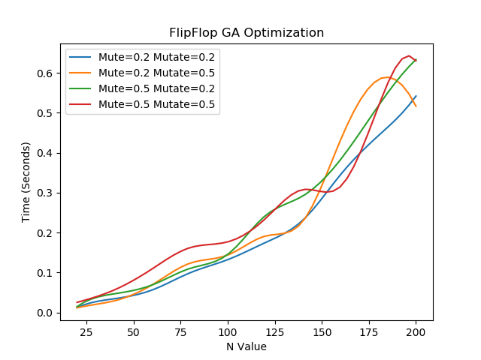 FlipFlop GA Optimization
Mute=0.2 Mutate=0.2
Mute=0.2 Mutate=0.5
Mute=0.5 Mutate=0.2
Mute=0.5 Mutate=0.5
Time (Seconds)
0.6
0.5
0.4
0.3
0.2
0.1
0.0
25 50 75 100 125 150 175 200
N Value